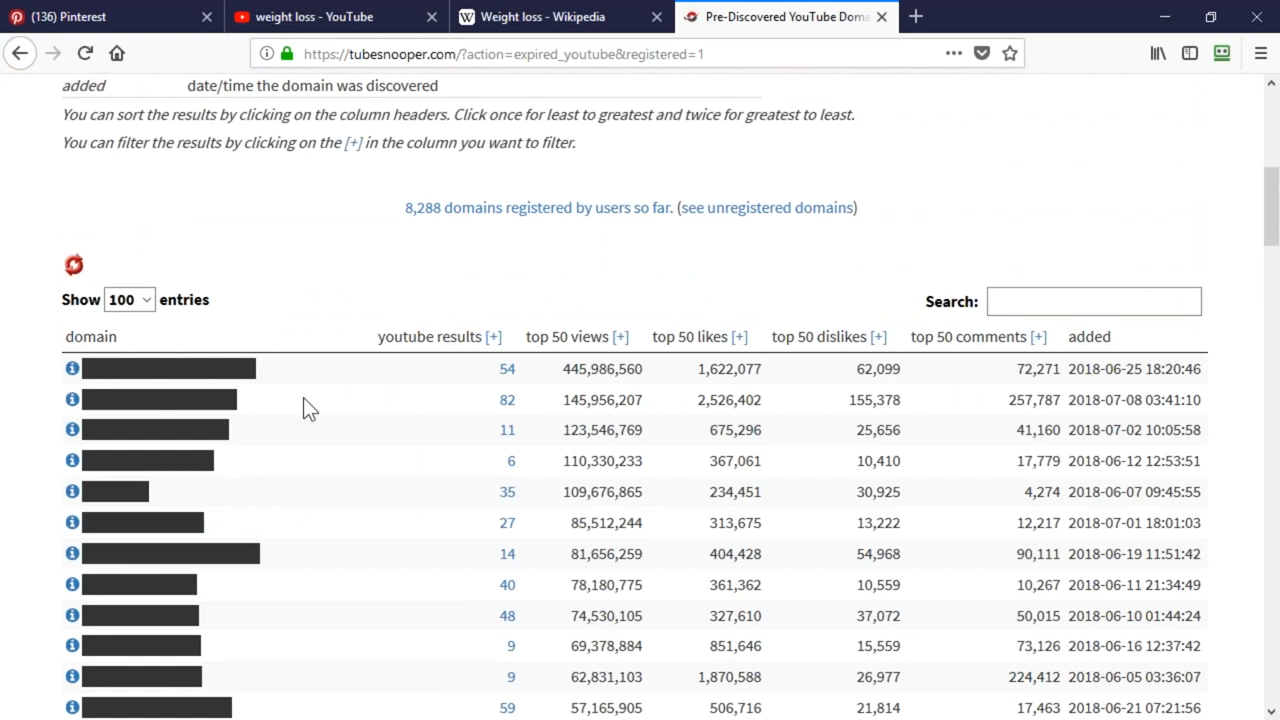 (136) Pinterest
weight loss - YouTube
Weight loss - Wikipedia
Pre-Discovered YouTube Doma
https://tubesnooper.com/?action=expired_youtube&registered=1
added date/time the domain was discovered
You can sort the results by clicking on the column headers. Click once for least to greatest and twice for greatest to least.
You can filter the results by clicking on the [+] in the column you want to filter.
8,288 domains registered by users so far. (see unregistered domains)
Show 100 entries Search:
domain youtube results [+] top 50 views [+] top 50 likes [+] top 50 dislikes [+] top 50 comments [+] added
54 445,986,560 1,622,077 62,099 72,271 2018-06-25 18:20:46
82 145,956,207 2,526,402 155,378 257,787 2018-07-08 03:41:10
11 123,546,769 675,296 25,656 41,160 2018-07-02 10:05:58
6 110,330,233 367,061 10,410 17,779 2018-06-12 12:53:51
35 109,676,865 234,451 30,925 4,274 2018-06-07 09:45:55
27 85,512,244 313,675 13,222 12,217 2018-07-01 18:01:03
14 81,656,259 404,428 54,968 90,111 2018-06-19 11:51:42
40 78,180,775 361,362 10,559 10,267 2018-06-11 21:34:49
48 74,530,105 327,610 37,072 50,015 2018-06-10 01:44:24
9 69,378,884 851,646 15,559 73,126 2018-06-16 12:37:42
9 62,831,103 1,870,588 26,977 224,412 2018-06-05 03:36:07
59 57,165,905 506,716 21,814 17,463 2018-06-21 07:21:56